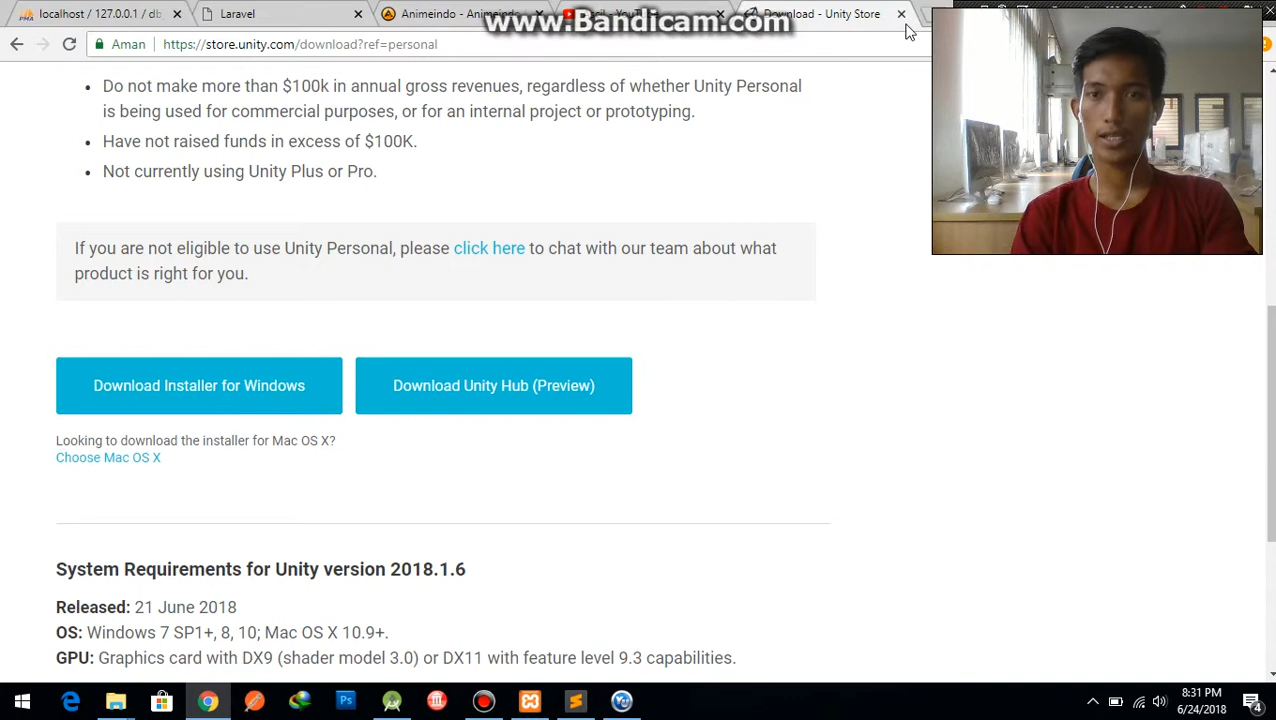 localhost / 127.0.0.1 / db
Laravel
Animeindo - Animeindo
Download - Unity Store
www.Bandicam.com
Aman
https://store.unity.com/download?ref=personal
Do not make more than $100k in annual gross revenues, regardless of whether Unity Personal
is being used for commercial purposes, or for an internal project or prototyping.
Have not raised funds in excess of $100K.
Not currently using Unity Plus or Pro.
If you are not eligible to use Unity Personal, please click here to chat with our team about what
product is right for you.
Download Installer for Windows
Download Unity Hub (Preview)
Looking to download the installer for Mac OS X?
Choose Mac OS X
System Requirements for Unity version 2018.1.6
Released: 21 June 2018
OS: Windows 7 SP1+, 8, 10; Mac OS X 10.9+.
GPU: Graphics card with DX9 (shader model 3.0) or DX11 with feature level 9.3 capabilities.
8:31 PM
6/24/2018
4